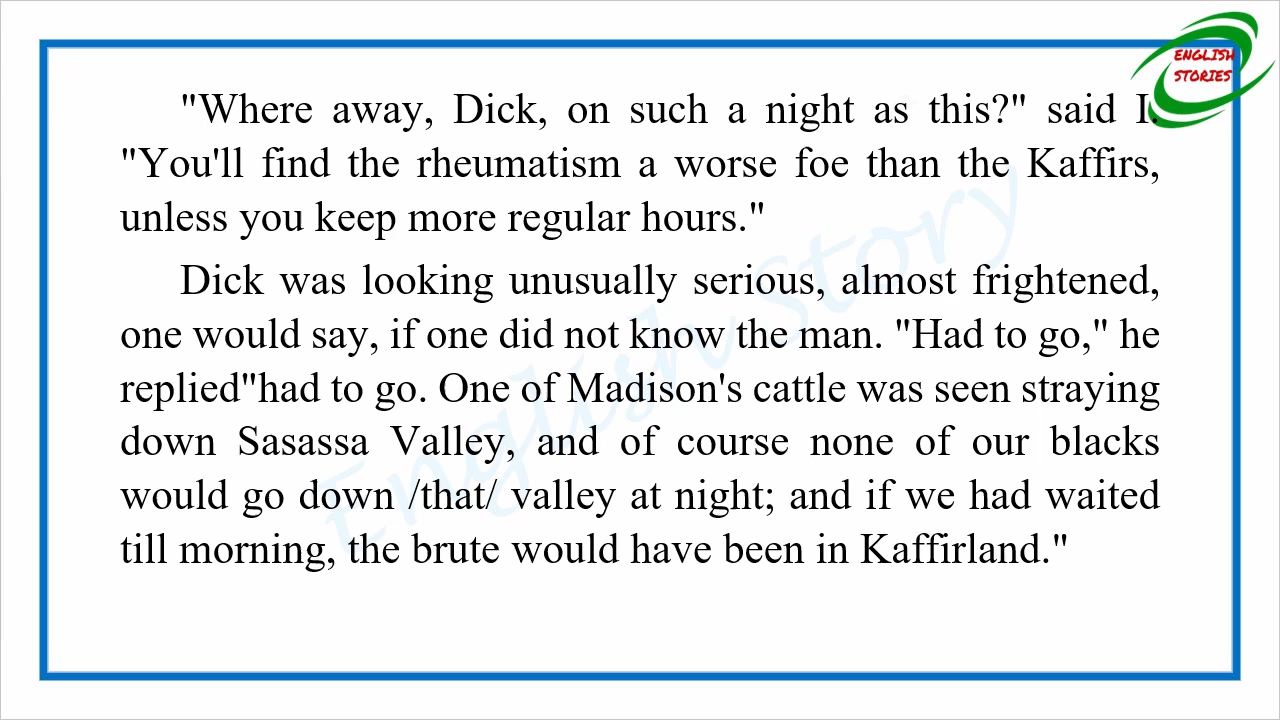 ENGLISH
STORIES
"Where away, Dick, on such a night as this?" said I.
"You'll find the rheumatism a worse foe than the Kaffirs,
unless you keep more regular hours."
Dick was looking unusually serious, almost frightened,
one would say, if one did not know the man. "Had to go," he
replied"had to go. One of Madison's cattle was seen straying
down Sasassa Valley, and of course none of our blacks
would go down /that/ valley at night; and if we had waited
till morning, the brute would have been in Kaffirland."
English Story